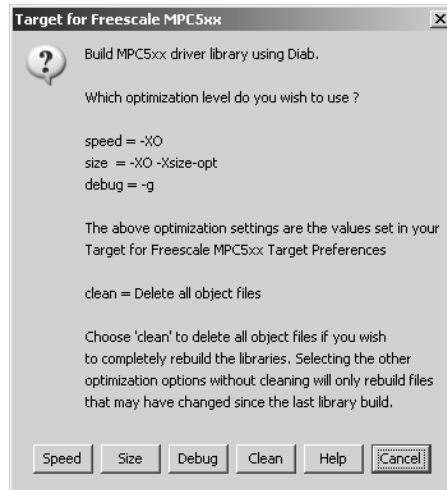 Target for Freescale MPC5xx
Build MPC5xx driver library using Diab.
Which optimization level do you wish to use ?
speed = -XO
size = -XO -Xsize-opt
debug = -g
The above optimization settings are the values set in your
Target for Freescale MPC5xx Target Preferences
clean = Delete all object files
Choose 'clean' to delete all object files if you wish
to completely rebuild the libraries. Selecting the other
optimization options without cleaning will only rebuild files
that may have changed since the last library build.
Speed Size Debug Clean Help Cancel